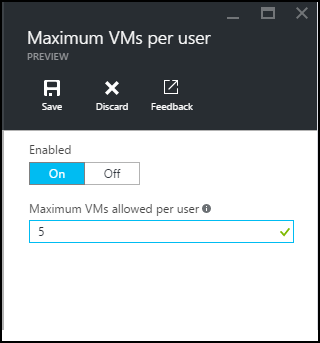 Maximum VMs per user
PREVIEW
Save Discard Feedback
Enabled
On Off
Maximum VMs allowed per user
5